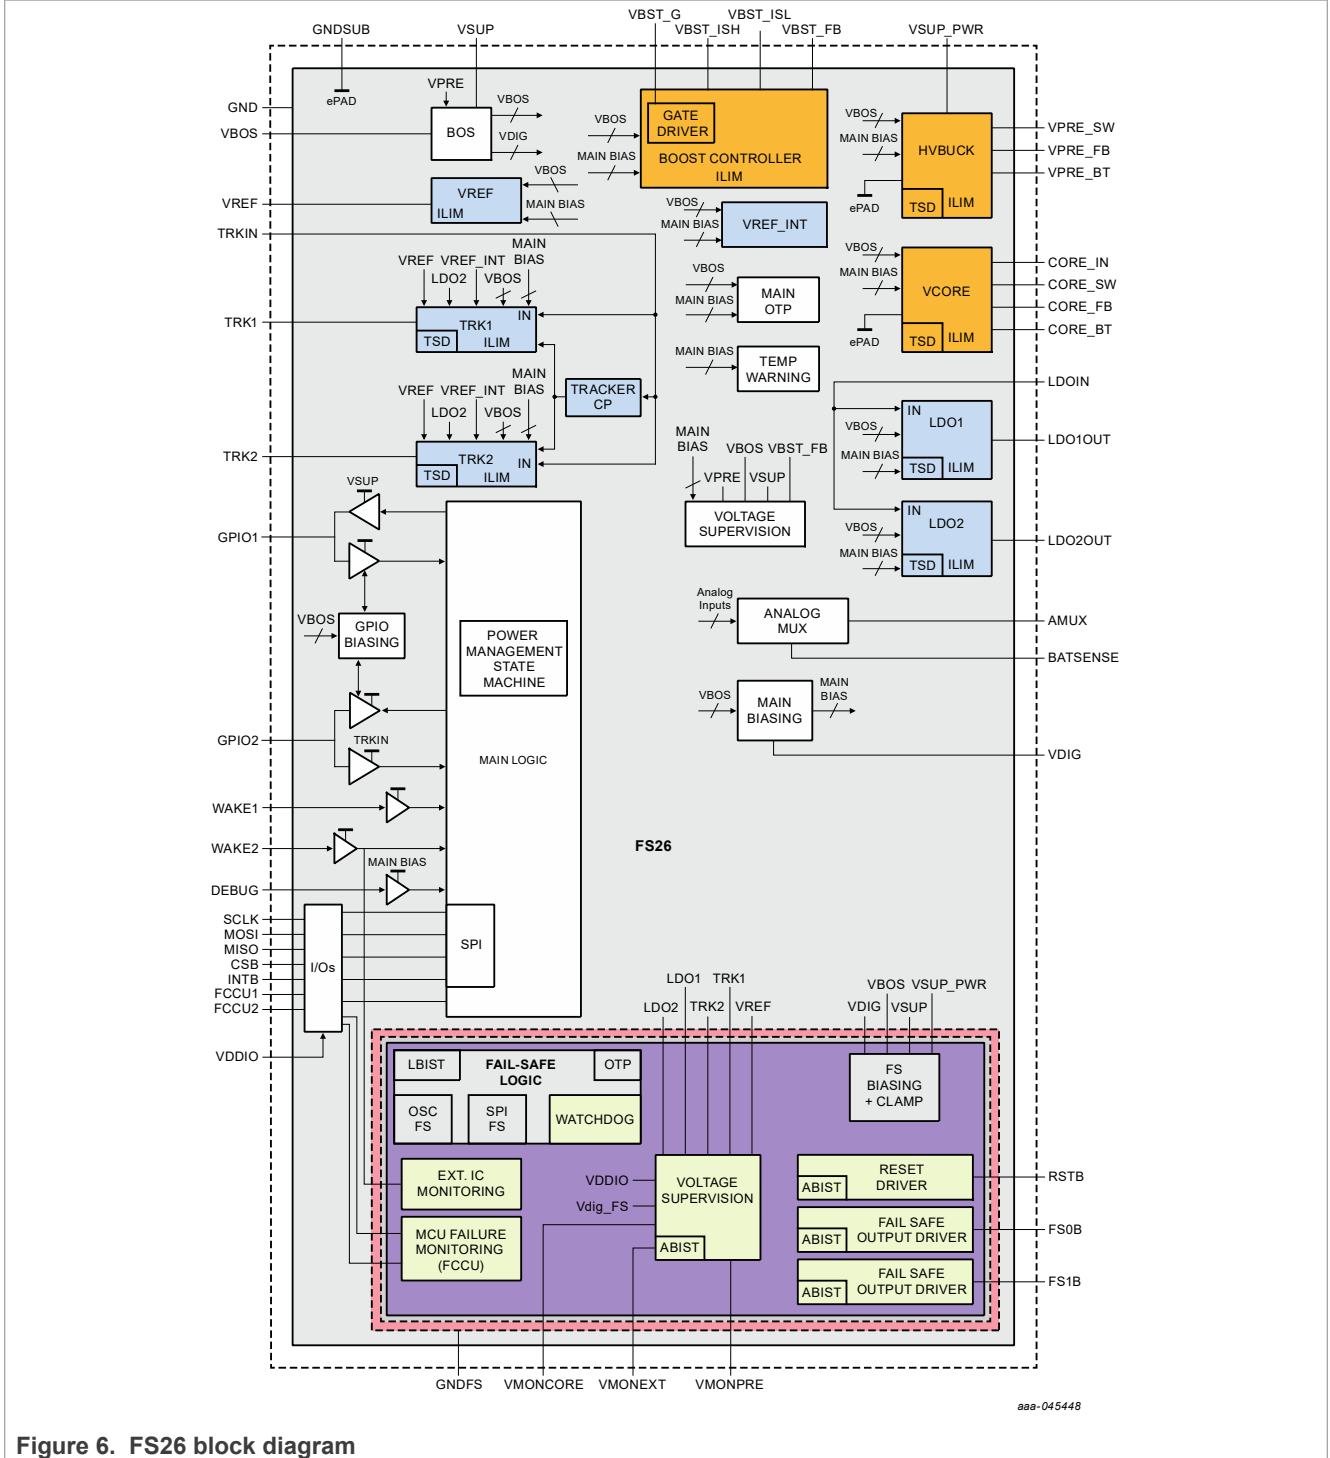 GNDSUB
VSUP
VBST_G
VBST_ISH
VBST_ISL
VBST_FB
VSUP_PWR
ePAD
VPRE
BOS
VBOS
VDIG
GND
VBOS
VREF
ILIM
VBOS
MAIN BIAS
VREF
TRKIN
VBOS
MAIN BIAS
GATE
DRIVER
BOOST CONTROLLER
ILIM
VBOS
MAIN BIAS
VREF_INT
VBOS
MAIN BIAS
HVBUCK
TSD
ILIM
ePAD
VPRE_SW
VPRE_FB
VPRE_BT
VREF
VREF_INT
MAIN
BIAS
LDO2
VBOS
IN
TRK1
TSD
ILIM
TRK1
VBOS
MAIN BIAS
MAIN
OTP
VBOS
MAIN BIAS
VCORE
TSD
ILIM
ePAD
CORE_IN
CORE_SW
CORE_FB
CORE_BT
MAIN BIAS
TEMP
WARNING
TRACKER
CP
VREF
VREF_INT
MAIN
BIAS
LDO2
VBOS
TRK2
IN
TSD
ILIM
TRK2
LDOIN
IN
LDO1
VBOS
MAIN BIAS
TSD
ILIM
LDO1OUT
MAIN
BIAS
VBOS
VBST_FB
VPRE
VSUP
VOLTAGE
SUPERVISION
IN
LDO2
VBOS
MAIN BIAS
TSD
ILIM
LDO2OUT
VSUP
GPIO1
VBOS
GPIO
BIASING
GPIO2
TRKIN
WAKE1
WAKE2
MAIN BIAS
DEBUG
POWER
MANAGEMENT
STATE
MACHINE
MAIN LOGIC
Analog
Inputs
ANALOG
MUX
AMUX
BATSENSE
VBOS
MAIN
BIASING
MAIN
BIAS
VDIG
FS26
SCLK
MOSI
MISO
CSB
INTB
FCCU1
FCCU2
I/Os
SPI
VDDIO
LDO1
TRK1
LDO2
TRK2
VREF
VBOS
VSUP_PWR
VDIG
VSUP
LBIST
FAIL-SAFE
LOGIC
OTP
OSC
FS
SPI
FS
WATCHDOG
FS
BIASING
+ CLAMP
EXT. IC
MONITORING
MCU FAILURE
MONITORING
(FCCU)
VDDIO
Vdig_FS
VOLTAGE
SUPERVISION
ABIST
RESET
DRIVER
ABIST
RSTB
FAIL SAFE
OUTPUT DRIVER
ABIST
FS0B
FAIL SAFE
OUTPUT DRIVER
ABIST
FS1B
GNDFS
VMONCORE
VMONEXT
VMONPRE
aaa-045448
Figure 6. FS26 block diagram